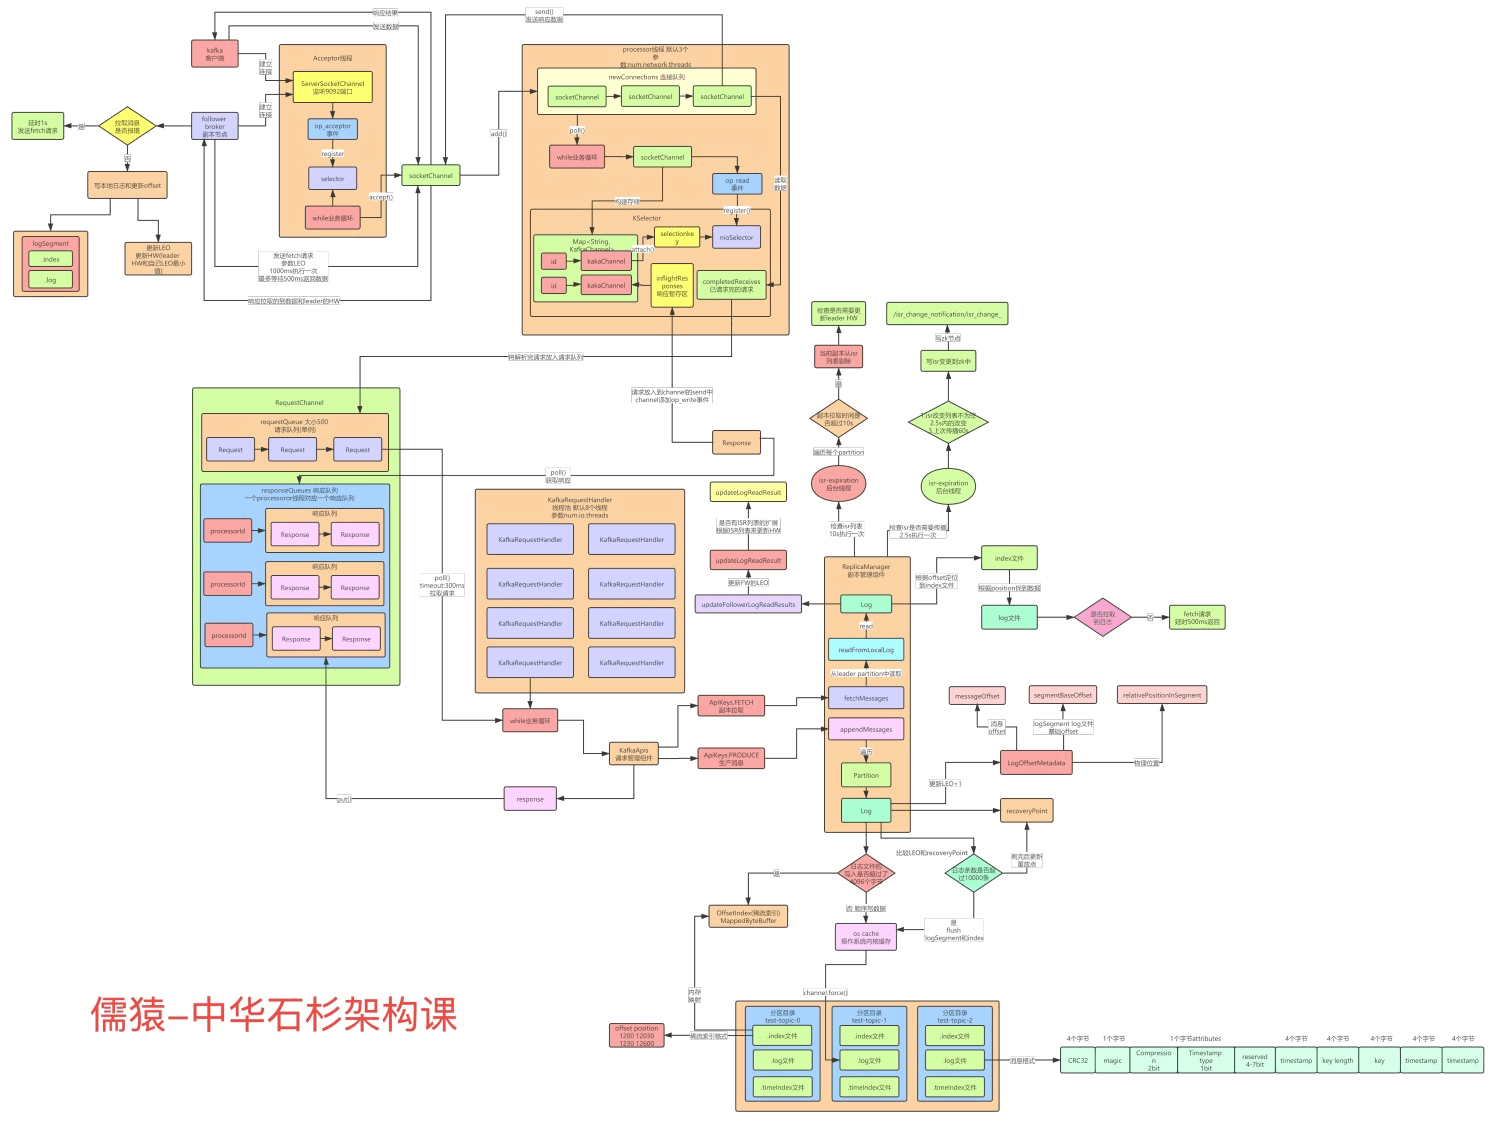 响应结果
发送数据
send()
发送响应数据
kafka
客户端
建立
连接
Acceptor线程
ServerSocketChannel
监听9092端口
op_acceptor
事件
register
selector
while业务循环
accept()
建立
连接
follower
broker
副本节点
拉取消息
是否报错
是
延时1s
发送fetch请求
否
写本地日志和更新offset
logSegment
.index
.log
更新LEO
更新HW(leader
HW和自己LEO最小
值)
发送fetch请求
参数LEO
1000ms执行一次
最多等待500ms返回数据
响应拉取的到数据和leader的HW
socketChannel
add()
processor线程 默认3个
参
数:num.network.threads
newConnections 连接队列
socketChannel
socketChannel
socketChannel
poll()
while业务循环
socketChannel
op_read
事件
读取
数据
构建存储
register()
KSelector
Map<String,
KafkaChannel>
id
kakaChannel
id
kakaChannel
attach()
selectionke
y
nioSelector
inflightRes
ponses
响应暂存区
completedReceives
已请求完的请求
将解析完请求放入请求队列
请求放入到channel的send中
channel添加op_write事件
Response
poll()
获取响应
RequestChannel
requestQueue 大小500
请求队列(单例)
Request
Request
Request
responseQueues 响应队列
一个processoror线程对应一个响应队列
processorId
响应队列
Response
Response
processorId
响应队列
Response
Response
processorId
响应队列
Response
Response
poll()
timeout:300ms
拉取请求
KafkaRequestHandler
线程池 默认8个线程
参数num.io.threads
KafkaRequestHandler
KafkaRequestHandler
KafkaRequestHandler
KafkaRequestHandler
KafkaRequestHandler
KafkaRequestHandler
KafkaRequestHandler
KafkaRequestHandler
while业务循环
KafkaApis
请求管理组件
response
put()
ApiKeys.FETCH
副本拉取
ApiKeys.PRODUCE
生产消息
updateLogReadResult
是否有ISR列表的扩展
根据ISR列表来更新HW
updateLogReadResult
更新FW的LEO
updateFollowerLogReadResults
检查是否需要更
新leader HW
当前副本从isr
列表剔除
是
副本拉取时间是
否超过10s
遍历每个partition
isr-expiration
后台线程
检查isr列表
10s执行一次
/isr_change_notification/isr_change_
写zk节点
写isr变更到zk中
1.isr改变列表不为空
2.5s内的改变
3.上次传播60s
isr-expiration
后台线程
检查isr是否需要传播
2.5s执行一次
ReplicaManager
副本管理组件
Log
read
readFromLocalLog
从leader partition中读取
fetchMessages
appendMessages
遍历
Partition
Log
根据offset定位
到index文件
index文件
根据position找到数据
log文件
是否拉取
到日志
否
fetch请求
延时500ms返回
messageOffset
segmentBaseOffset
relativePositionInSegment
消息
offset
logSegment log文件
基础offset
LogOffsetMetadata
物理位置
更新LEO+1
recoveryPoint
刷完后更新
重放点
比较LEO和recoveryPoint
日志条数是否超
过10000条
日志文件的
写入是否超过了
4096个字节
是
OffsetIndex(稀疏索引)
MappedByteBuffer
否 顺序写数据
是
flush
logSegment和index
os cache
操作系统内核缓存
channel.force()
内存
映射
稀疏索引格式
offset position
1200 12030
1230 12600
分区目录
test-topic-0
.index文件
.log文件
.timeIndex文件
分区目录
test-topic-1
.index文件
.log文件
.timeIndex文件
分区目录
test-topic-2
.index文件
.log文件
.timeIndex文件
消息格式
4个字节
1个字节
1个字节attributes
4个字节
4个字节
4个字节
4个字节
4个字节
CRC32
magic
Compressio
n
2bit
Timestamp
type
1bit
reserved
4-7bit
timestamp
key length
key
timestamp
timestamp
儒猿–中华石杉架构课